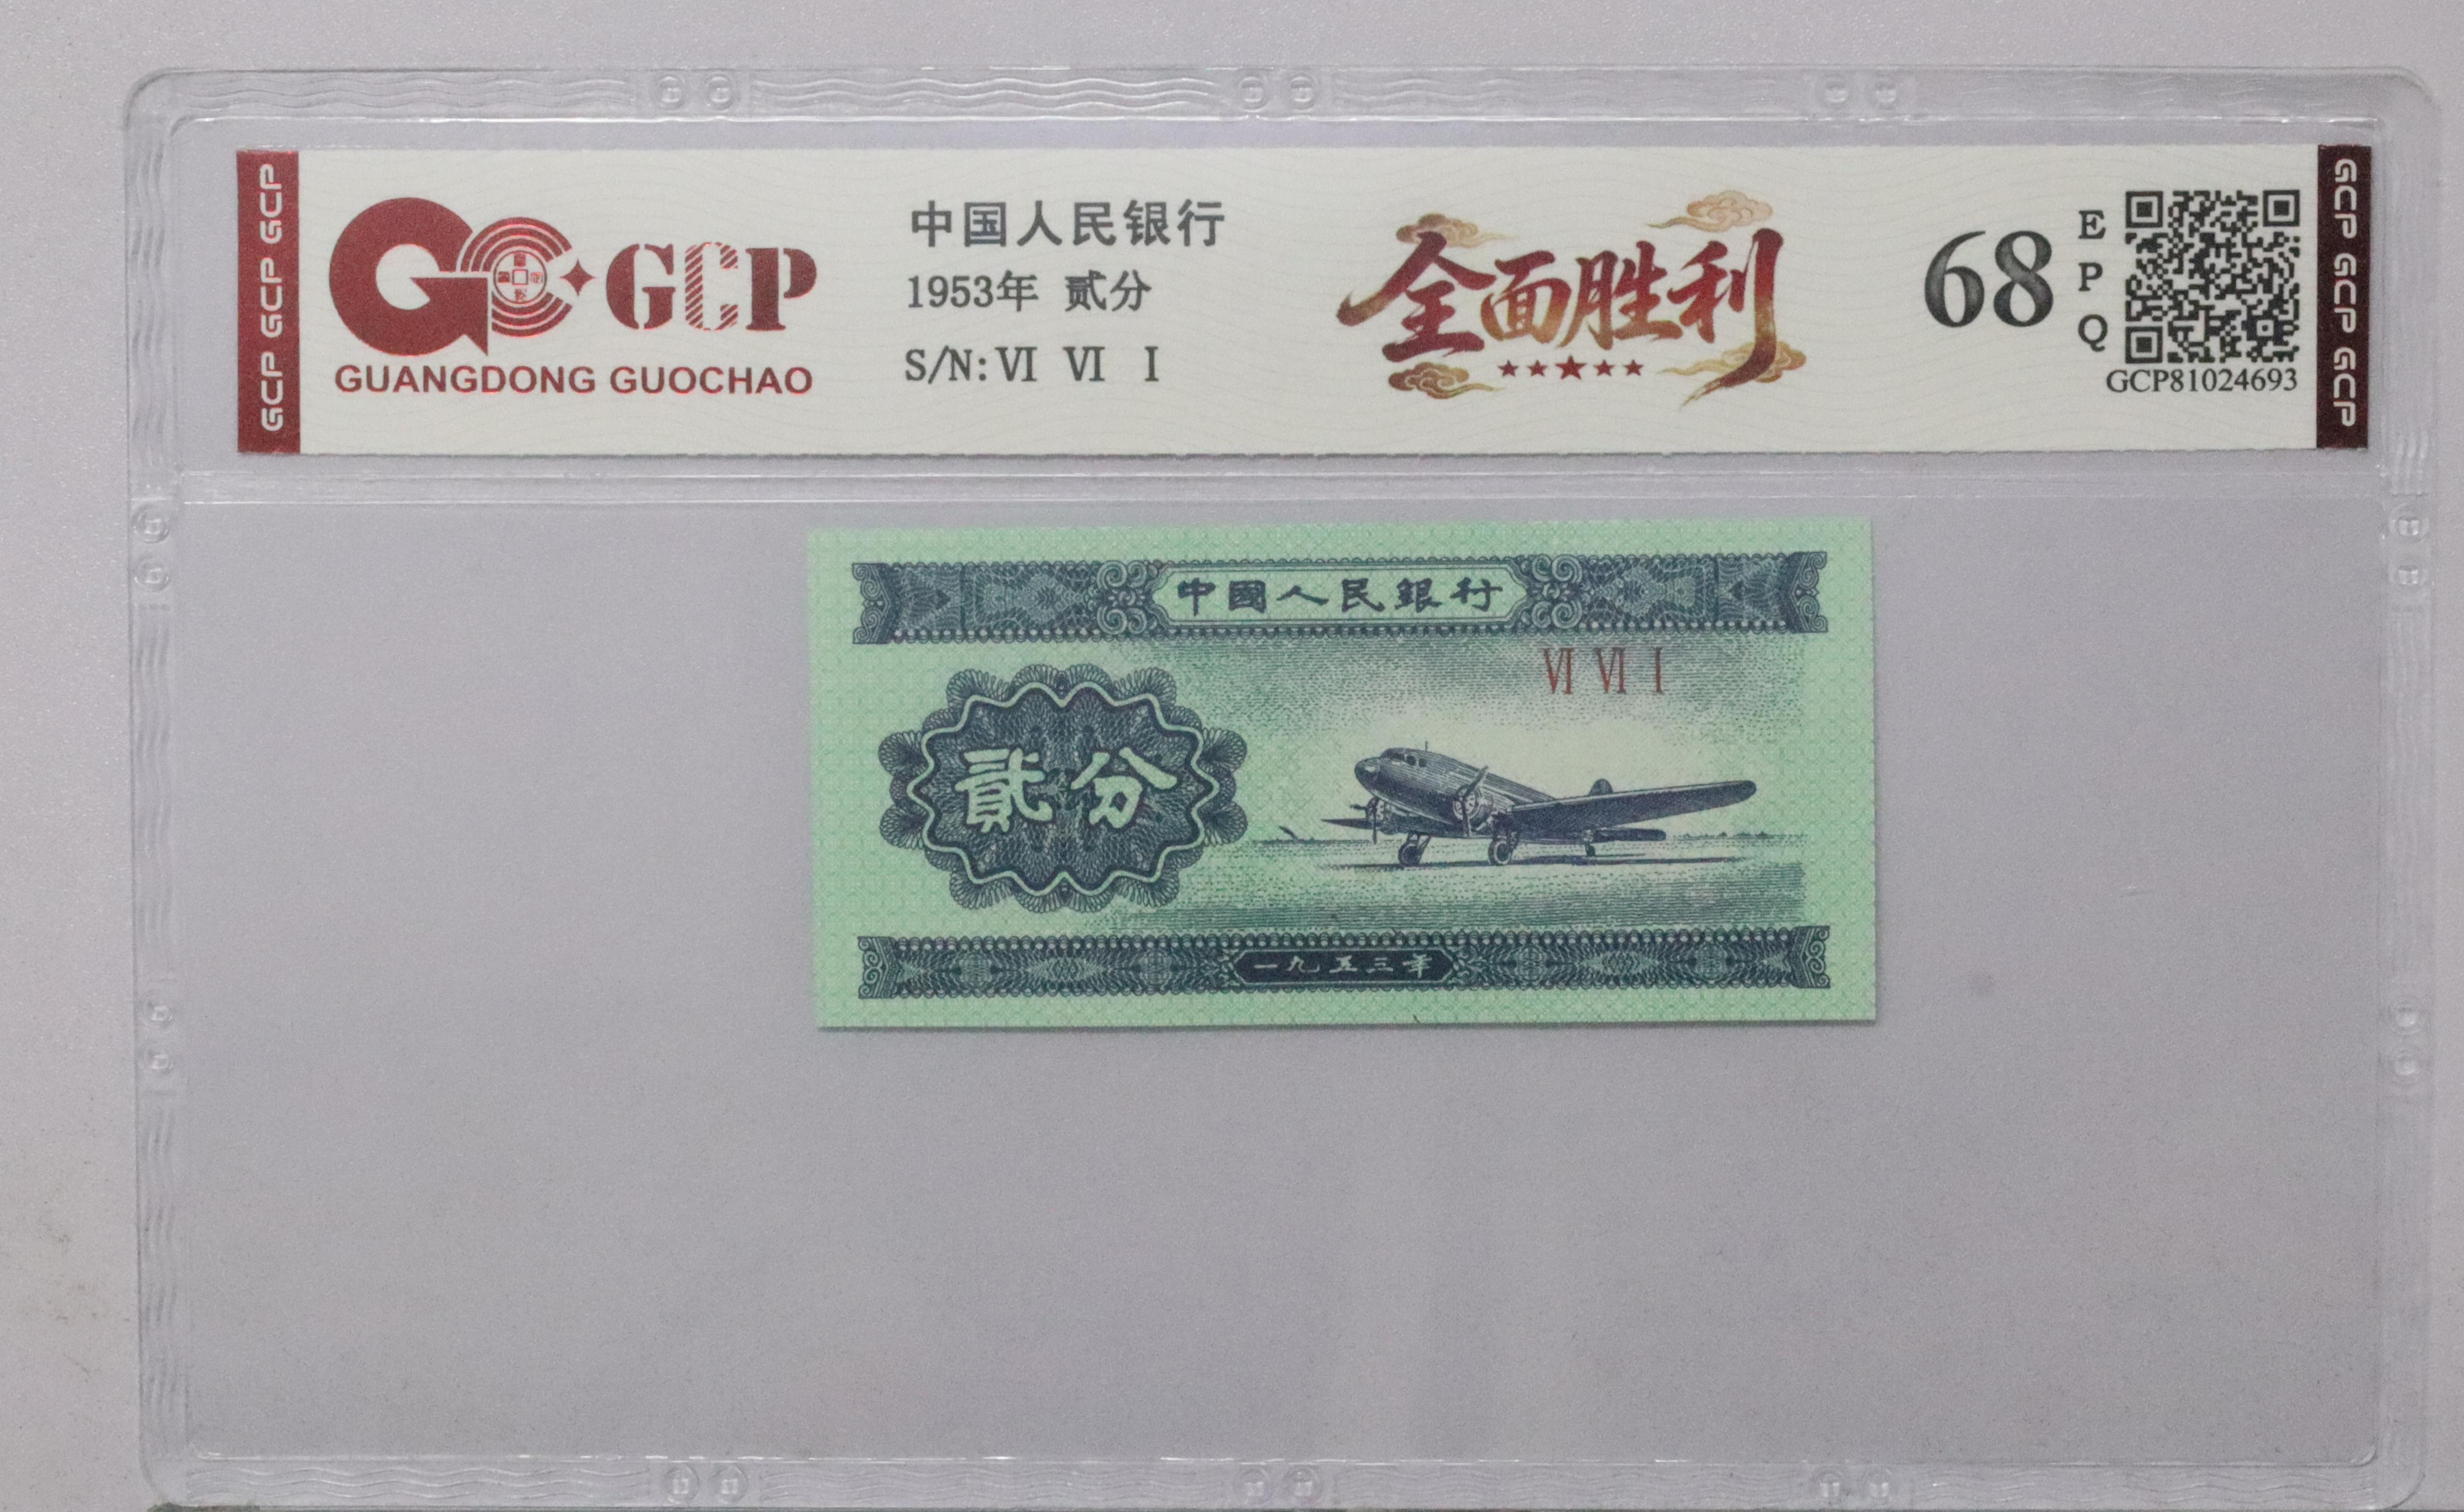 GCP GCP GCP
GCP
GUANGDONG GUOCHAO
中国人民银行
1953年 贰分
S/N: VI VI I
全面胜利
★★★★★
68
E
P
Q
GCP81024693
GCP GCP GCP
中國人民銀行
VI VI I
貳分
一九五三年